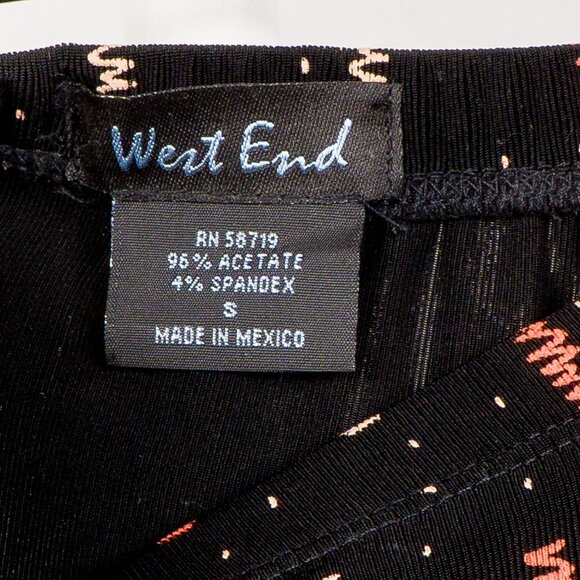 West End
RN 58719
96% ACETATE
4% SPANDEX
S
MADE IN MEXICO